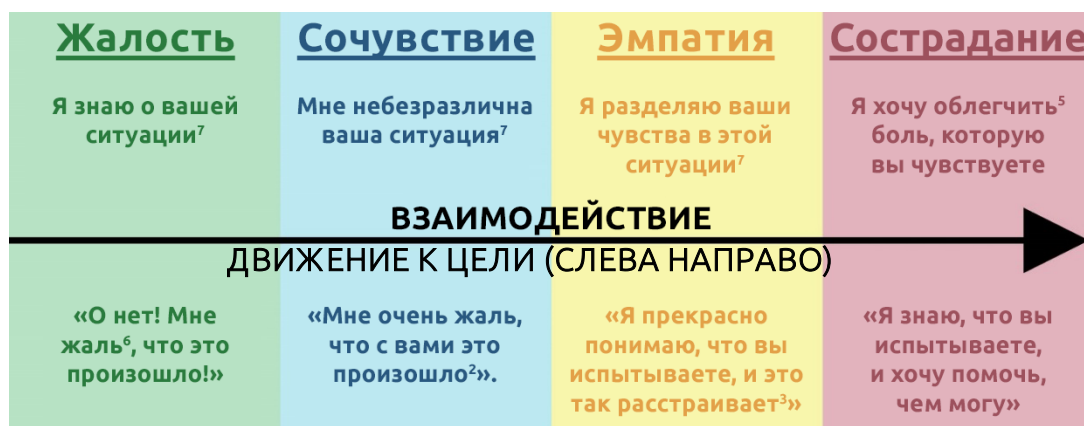 Жалость
Я знаю о вашей
ситуации⁷
Сочувствие
Мне небезразлична
ваша ситуация⁷
Эмпатия
Я разделяю ваши
чувства в этой
ситуации⁷
Сострадание
Я хочу облегчить⁵
боль, которую
вы чувствуете
ВЗАИМОДЕЙСТВИЕ
ДВИЖЕНИЕ К ЦЕЛИ (СЛЕВА НАПРАВО)
«О нет! Мне
жаль⁶, что это
произошло!»
«Мне очень жаль,
что с вами это
произошло²».
«Я прекрасно
понимаю, что вы
испытываете, и это
так расстраивает³»
«Я знаю, что вы
испытываете,
и хочу помочь,
чем могу»